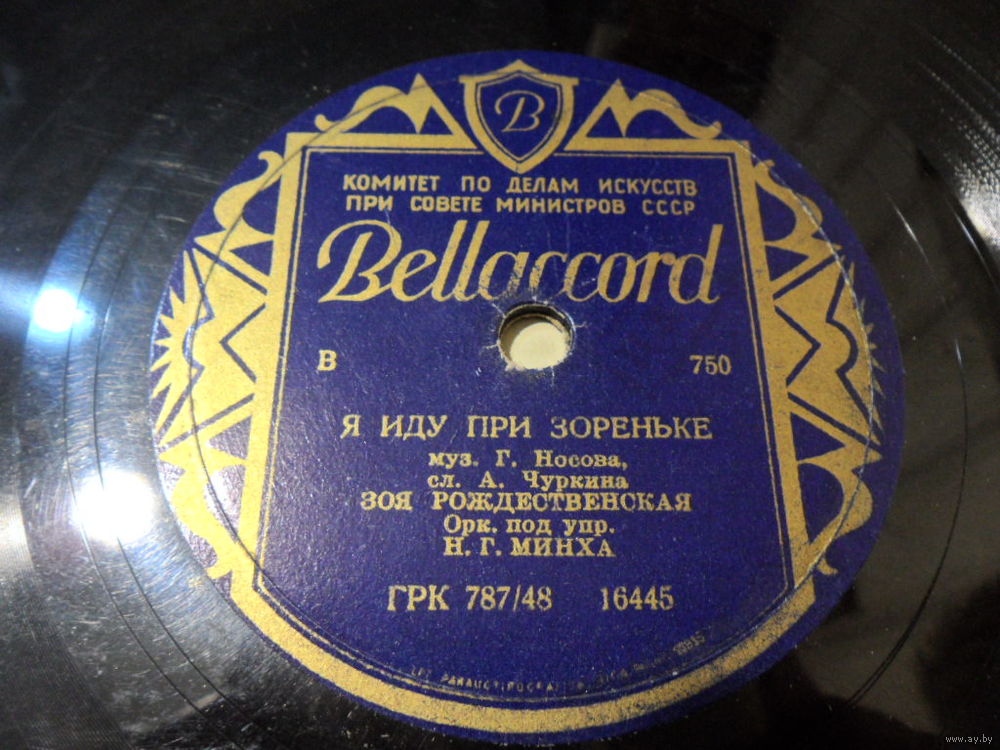 B
КОМИТЕТ ПО ДЕЛАМ ИСКУССТВ
ПРИ СОВЕТЕ МИНИСТРОВ СССР
Bellaccord
В 750
Я ИДУ ПРИ ЗОРЕНЬКЕ
муз. Г. Носова,
сл. А. Чуркина
ЗОЯ РОЖДЕСТВЕНСКАЯ
Орк. под упр.
Н. Г. МИНХА
ГРК 787/48 16445
www.ay.by